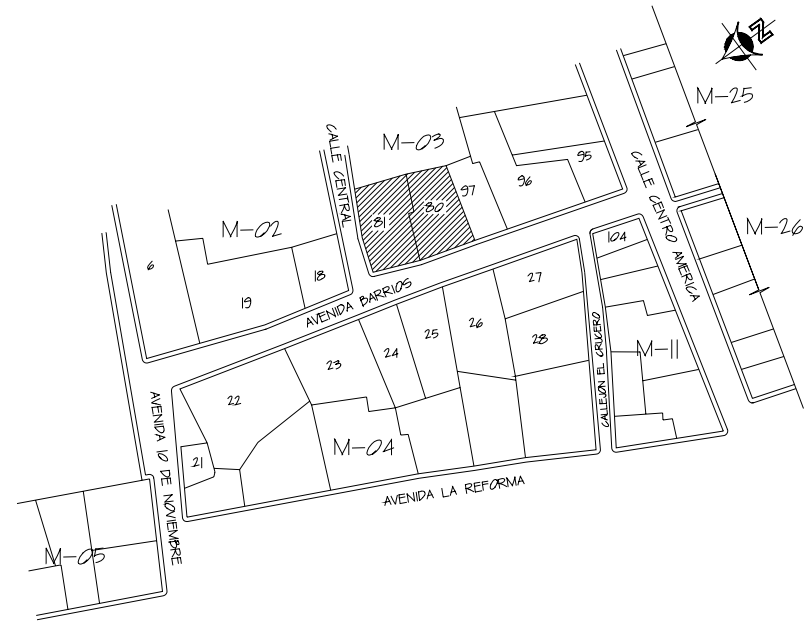 N
M-25
M-03
CALLE CENTRAL
95
97
96
81
80
CALLE CENTRO AMERICA
M-02
M-26
104
6
18
19
27
AVENIDA BARRIOS
26
25
28
CALLEJÓN EL CRUCERO
M-11
24
23
22
AVENIDA 10 DE NOVIEMBRE
M-04
21
AVENIDA LA REFORMA
M-05